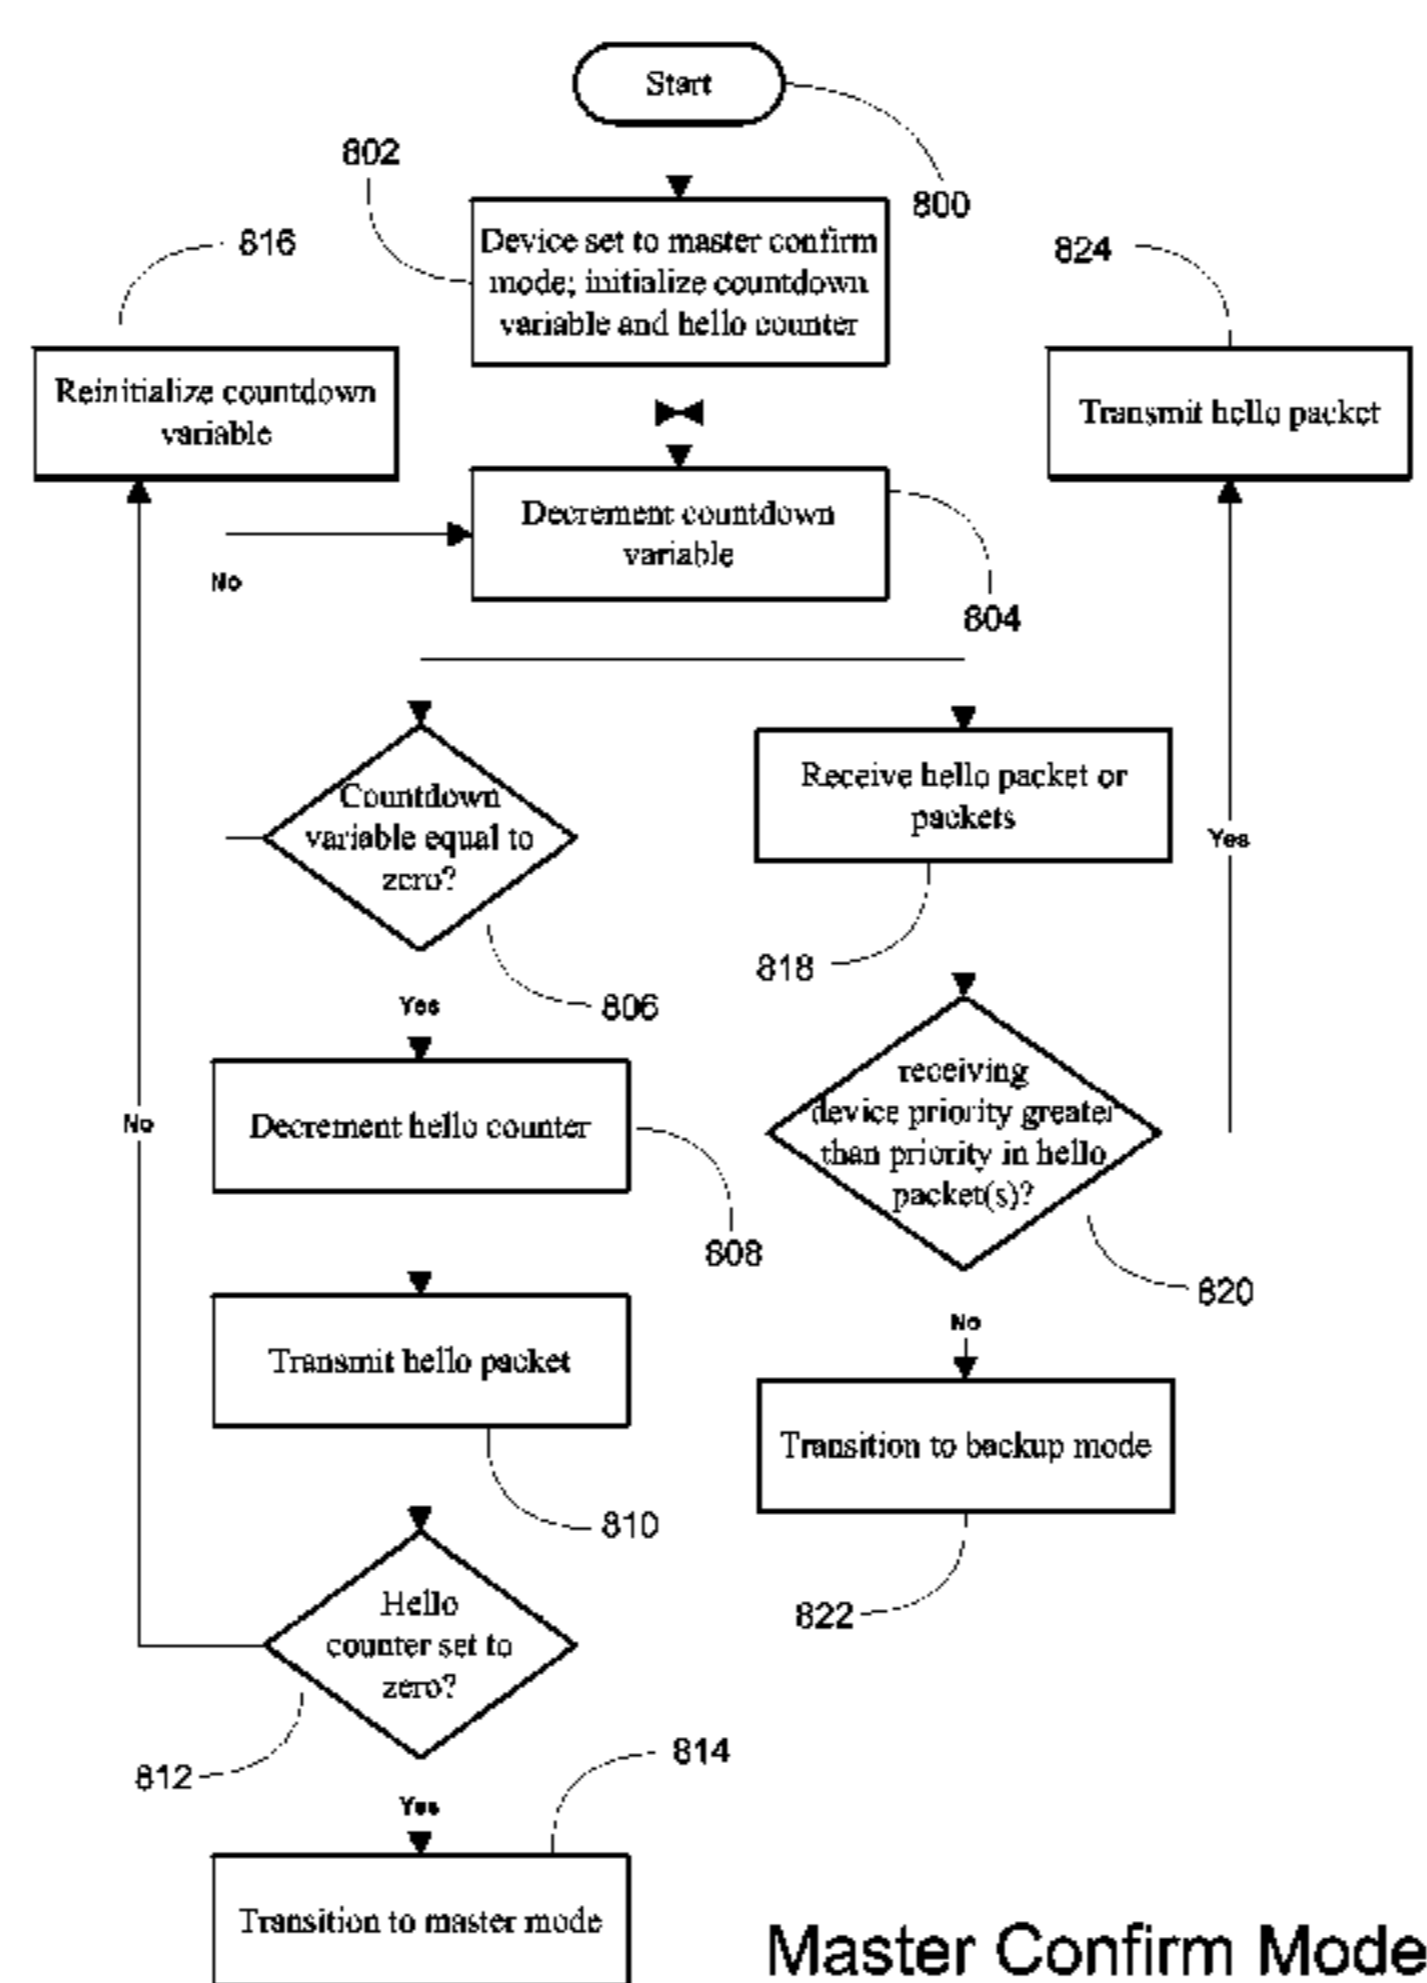 Start
800
802
Device set to master confirm
mode; initialize countdown
variable and hello counter
816
824
Reinitialize countdown
variable
Transmit hello packet
Decrement countdown
variable
No
804
Countdown
variable equal to
zero?
Receive hello packet or
packets
Yes
818
806
Yes
receiving
device priority greater
than priority in hello
packet(s)?
Decrement hello counter
No
808
820
No
Transmit hello packet
Transition to backup mode
810
Hello
counter set to
zero?
822
812
814
Yes
Transition to master mode
Master Confirm Mode